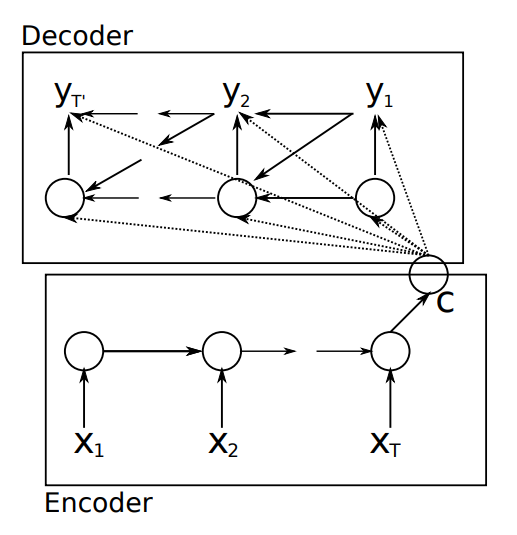 Decoder
y_T' y_2 y_1
c
x_1 x_2 x_T
Encoder